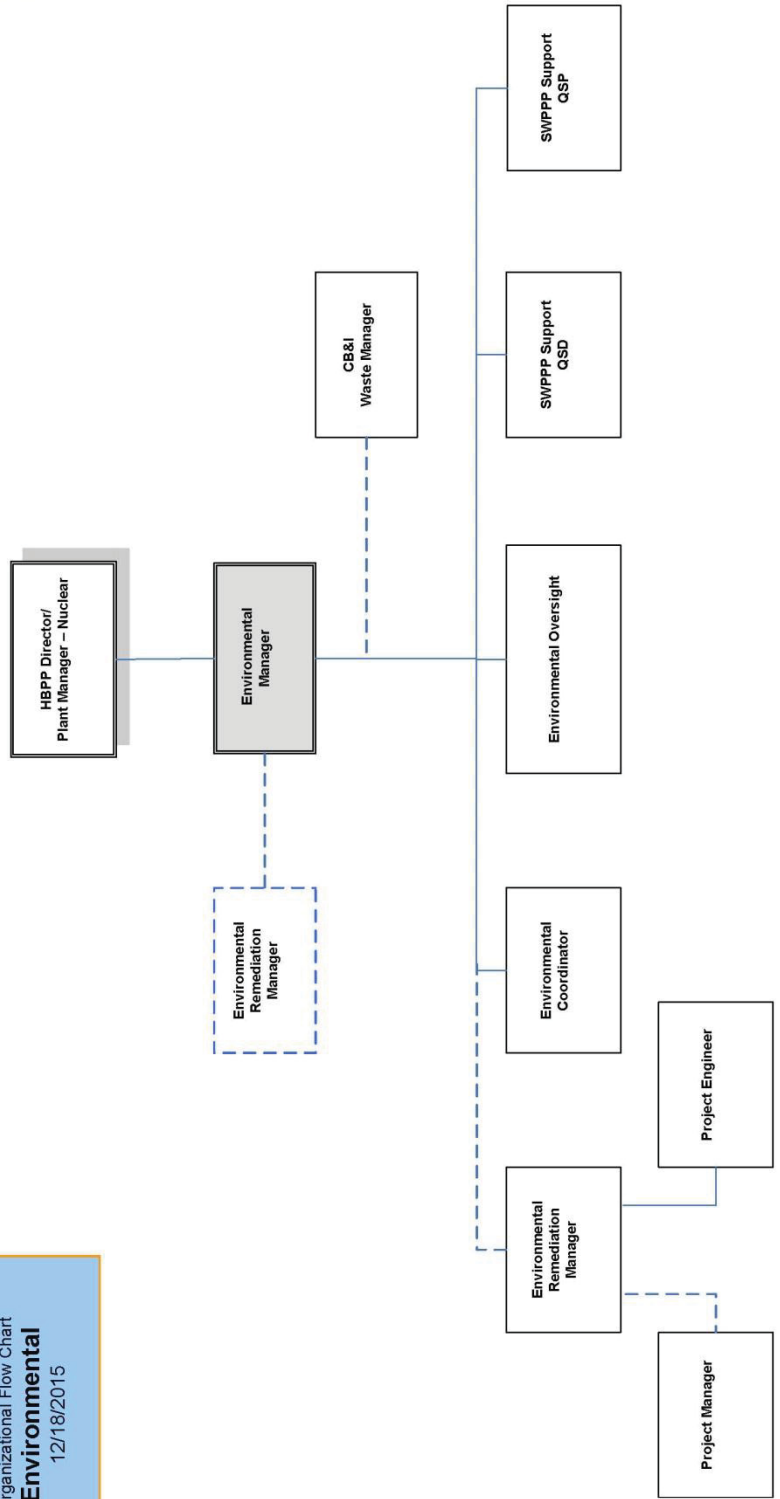 rganizational Flow Chart
Environmental
12/18/2015
HBPP Director/
Plant Manager – Nuclear
Environmental
Remediation
Manager
Environmental
Manager
CB&I
Waste Manager
Environmental
Remediation
Manager
Environmental
Coordinator
Environmental Oversight
SWPPP Support
QSD
SWPPP Support
QSP
Project Manager
Project Engineer